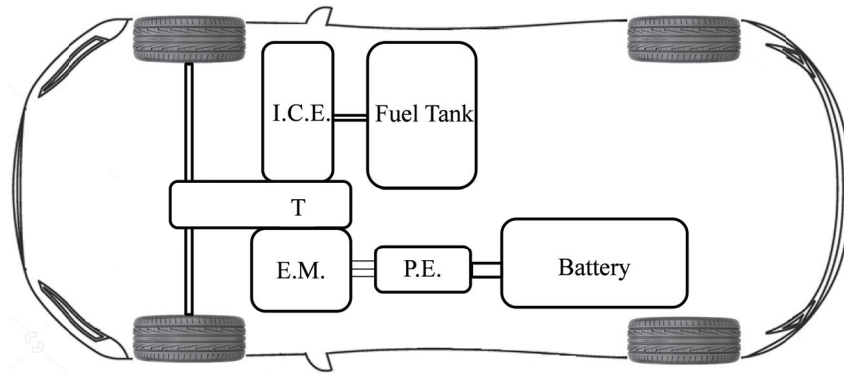 I.C.E.
Fuel Tank
T
E.M.
P.E.
Battery